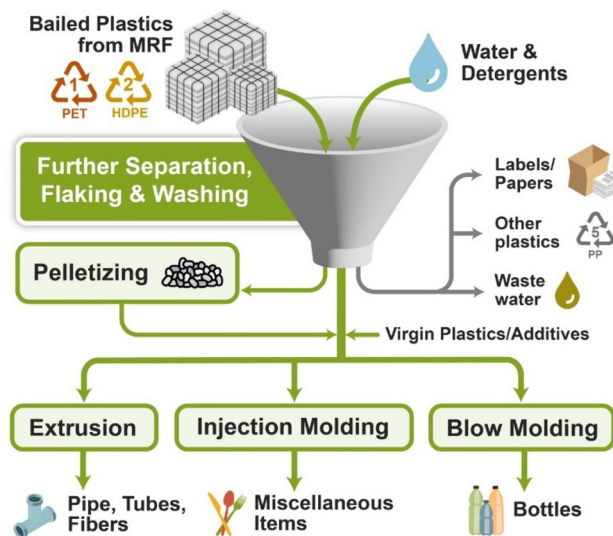 Bailed Plastics
from MRF
1
PET
2
HDPE
Water &
Detergents
Further Separation,
Flaking & Washing
Labels/
Papers
Other
plastics
5
PP
Waste
water
Pelletizing
Virgin Plastics/Additives
Extrusion
Injection Molding
Blow Molding
Pipe, Tubes,
Fibers
Miscellaneous
Items
Bottles